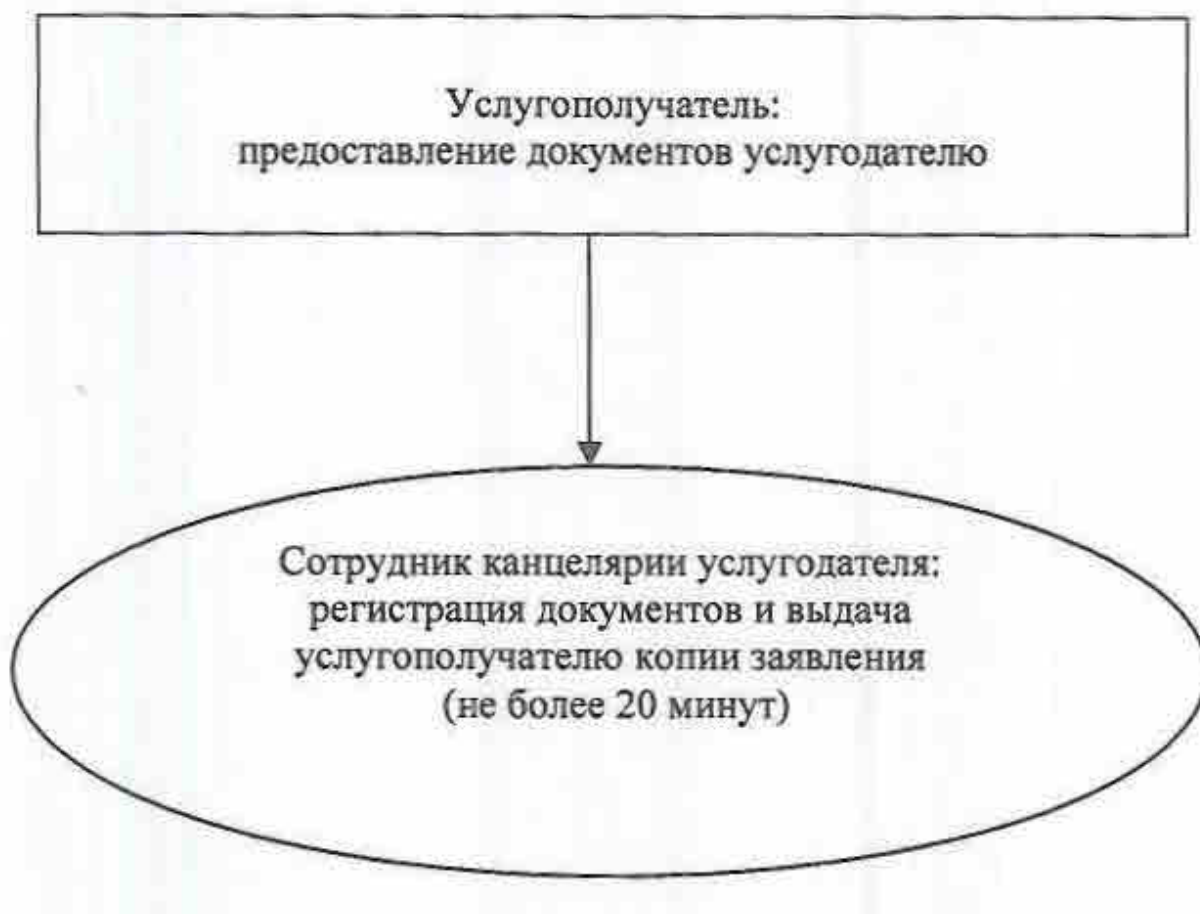 Услугополучатель:
предоставление документов услугодателю
Сотрудник канцелярии услугодателя:
регистрация документов и выдача
услугополучателю копии заявления
(не более 20 минут)